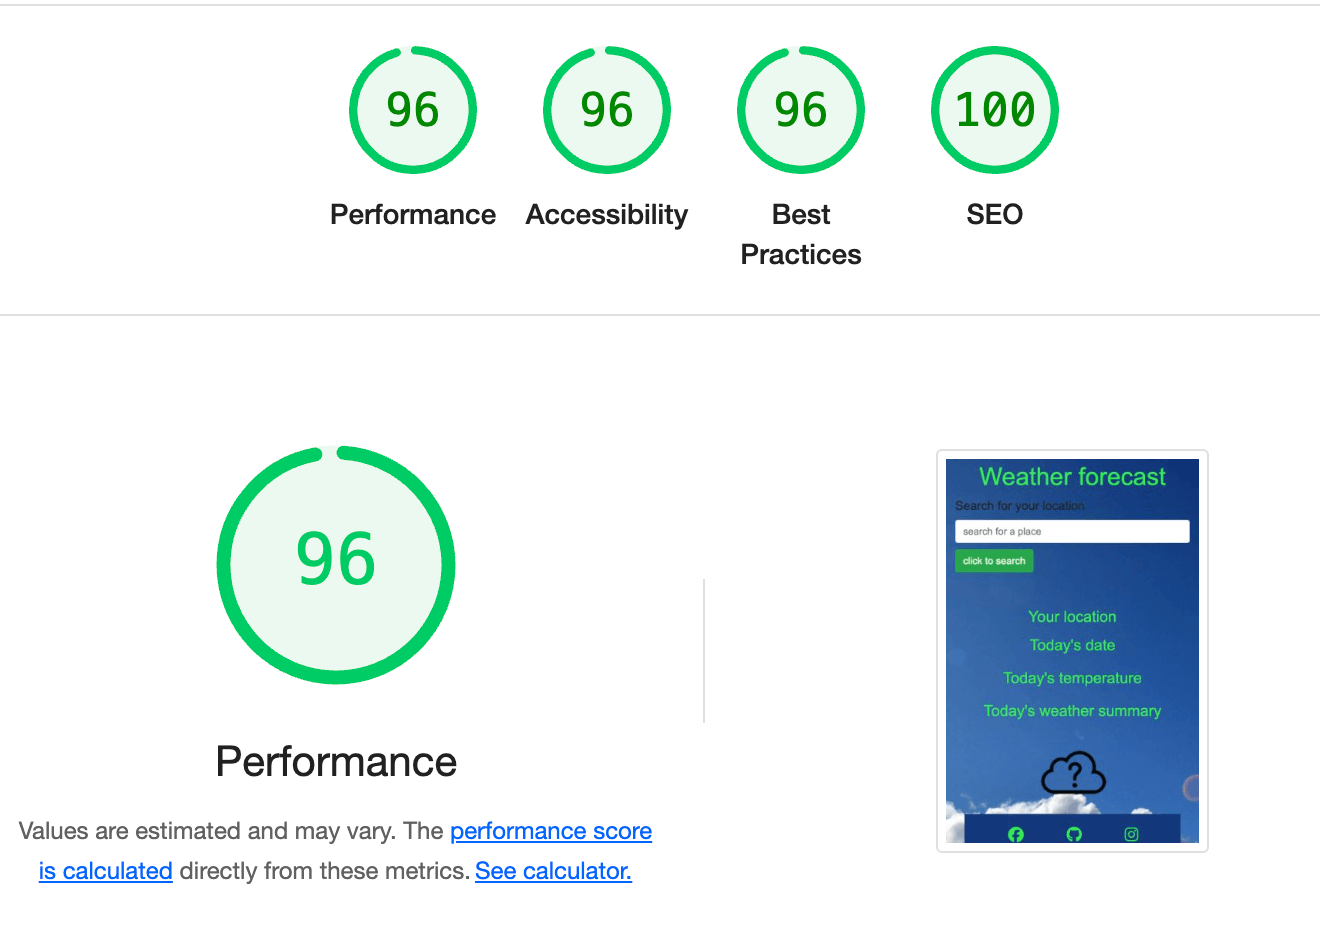 96
96
96
100
Performance
Accessibility
Best
Practices
SEO
96
Performance
Values are estimated and may vary. The performance score
is calculated directly from these metrics. See calculator.
Weather forecast
Search for your location
search for a place
click to search
Your location
Today's date
Today's temperature
Today's weather summary
?